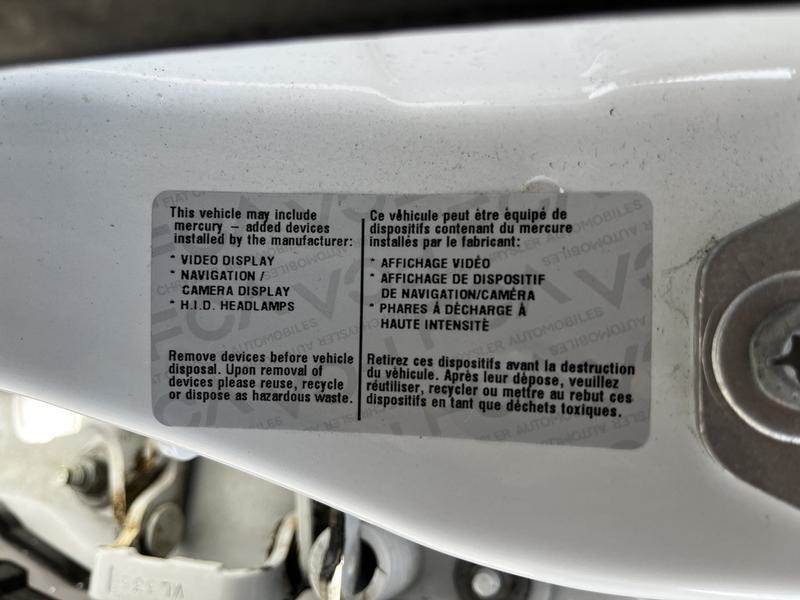 This vehicle may include
mercury – added devices
installed by the manufacturer:
* VIDEO DISPLAY
* NAVIGATION /
CAMERA DISPLAY
* H.I.D. HEADLAMPS
Remove devices before vehicle
disposal. Upon removal of
devices please reuse, recycle
or dispose as hazardous waste.
Ce véhicule peut être équipé de
dispositifs contenant du mercure
installés par le fabricant:
* AFFICHAGE VIDÉO
* AFFICHAGE DE DISPOSITIF
DE NAVIGATION/CAMÉRA
* PHARES Á DÉCHARGE À
HAUTE INTENSITÈ
Retirez ces dispositifs avant la destruction
du véhicule. Après leur dépose, veuillez
réutiliser, recycler ou mettre au rebut ces
dispositifs en tant que déchets toxiques.